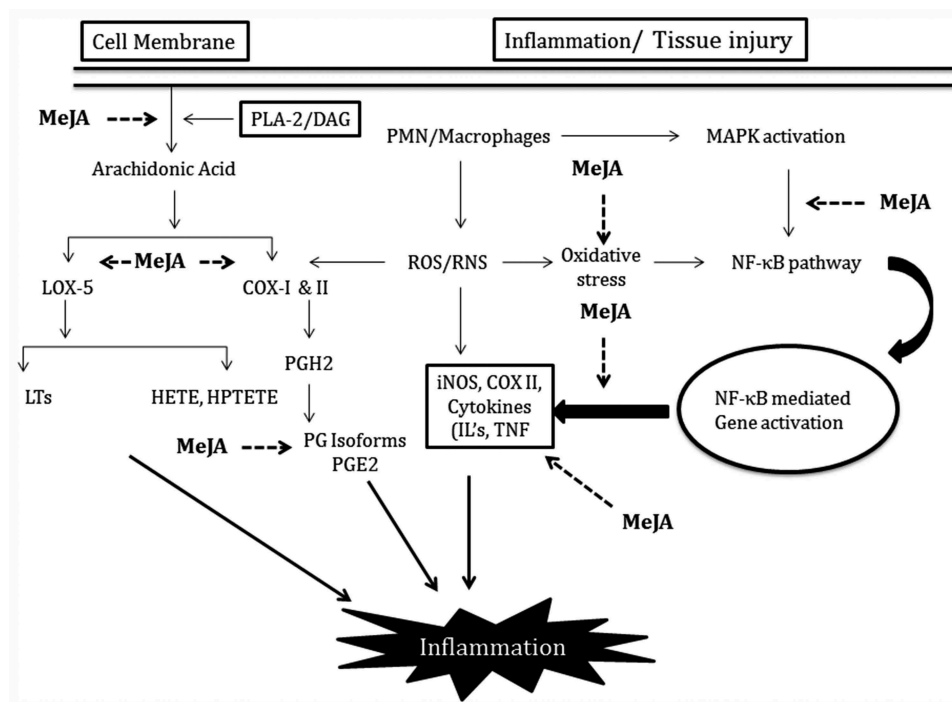 Cell Membrane
Inflammation/ Tissue injury
MeJA
PLA-2/DAG
PMN/Macrophages
MAPK activation
Arachidonic Acid
MeJA
MeJA
MeJA
LOX-5
COX-I & II
ROS/RNS
Oxidative
stress
NF-κB pathway
MeJA
PGH2
LTs
HETE, HPTETE
iNOS, COX II,
Cytokines
(IL's, TNF
NF-κB mediated
Gene activation
MeJA
PG Isoforms
PGE2
MeJA
Inflammation